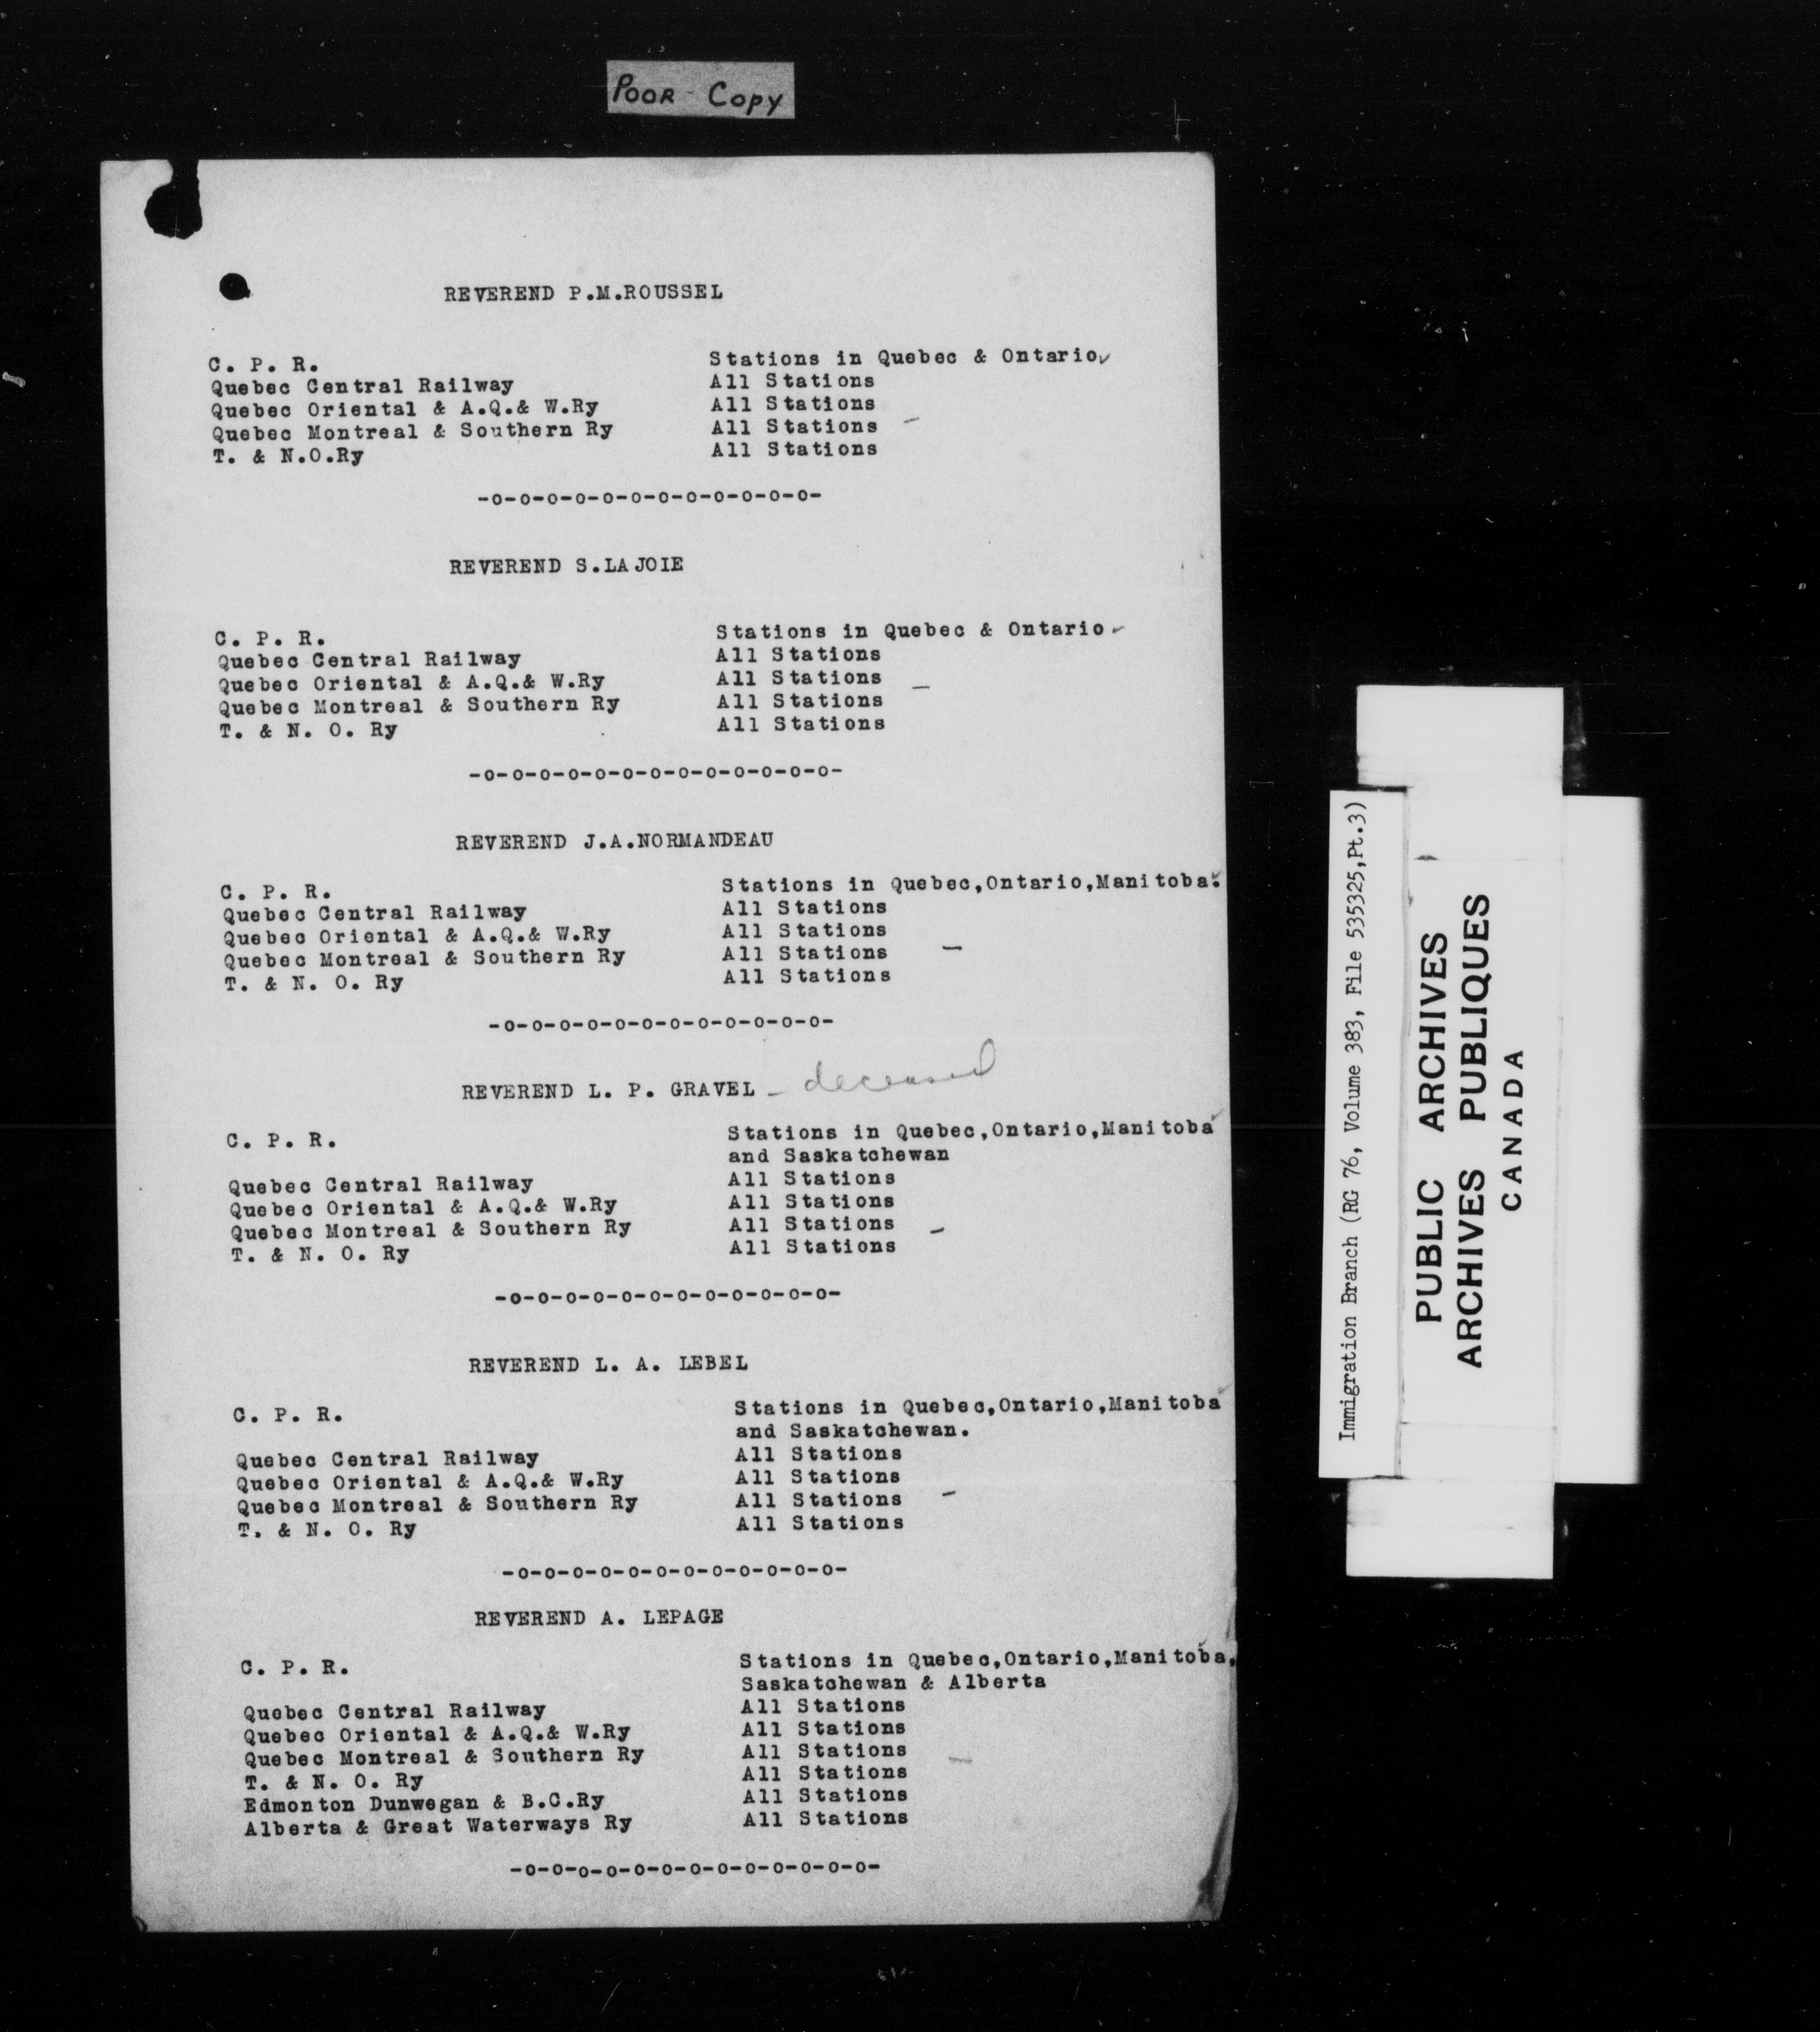 POOR COPY
REVEREND P.M.ROUSSEL
C. P. R. Stations in Quebec & Ontario✓
Quebec Central Railway All Stations
Quebec Oriental & A.Q.& W.Ry All Stations
Quebec Montreal & Southern Ry All Stations –
T. & N.O.Ry All Stations
-o-o-o-o-o-o-o-o-o-o-o-o-
REVEREND S.LAJOIE
C. P. R. Stations in Quebec & Ontario ✓
Quebec Central Railway All Stations
Quebec Oriental & A.Q.& W.Ry All Stations –
Quebec Montreal & Southern Ry All Stations
T. & N. O. Ry All Stations
-o-o-o-o-o-o-o-o-o-o-o-o-o-
REVEREND J.A.NORMANDEAU
C. P. R. Stations in Quebec,Ontario,Manitoba.
Quebec Central Railway All Stations
Quebec Oriental & A.Q.& W.Ry All Stations
Quebec Montreal & Southern Ry All Stations –
T. & N. O. Ry All Stations
-o-o-o-o-o-o-o-o-o-o-o-o-
REVEREND L. P. GRAVEL – deceased
C. P. R. Stations in Quebec,Ontario,Manitoba
and Saskatchewan
Quebec Central Railway All Stations
Quebec Oriental & A.Q.& W.Ry All Stations
Quebec Montreal & Southern Ry All Stations –
T. & N. O. Ry All Stations
-o-o-o-o-o-o-o-o-o-o-o-o-
REVEREND L. A. LEBEL
C. P. R. Stations in Quebec,Ontario,Manitoba
and Saskatchewan.
Quebec Central Railway All Stations
Quebec Oriental & A.Q.& W.Ry All Stations
Quebec Montreal & Southern Ry All Stations –
T. & N. O. Ry All Stations
-o-o-o-o-o-o-o-o-o-o-o-o-
REVEREND A. LEPAGE
C. P. R. Stations in Quebec,Ontario,Manitoba,
Saskatchewan & Alberta
Quebec Central Railway All Stations
Quebec Oriental & A.Q.& W.Ry All Stations
Quebec Montreal & Southern Ry All Stations –
T. & N. O. Ry All Stations
Edmonton Dunwegan & B.C.Ry All Stations
Alberta & Great Waterways Ry All Stations
-o-o-o-o-o-o-o-o-o-o-o-o-o-
Immigration Branch (RG 76, Volume 383, File 535325,Pt.3)
PUBLIC ARCHIVES
ARCHIVES PUBLIQUES
CANADA